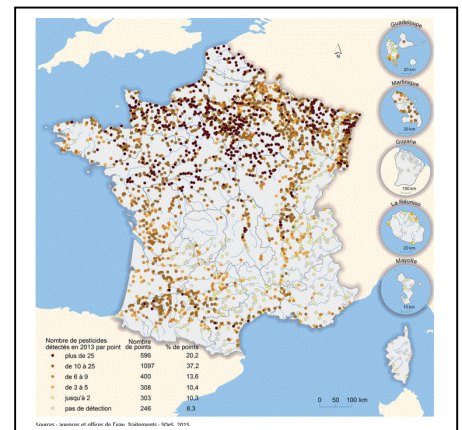 Guadeloupe
20 km
Martinique
20 km
Guyane
100 km
La Réunion
20 km
Mayotte
15 km
N
Nombre de pesticides détectés en 2013 par point Nombre de points % de points
plus de 25 596 20,2
de 10 à 25 1097 37,2
de 6 à 9 400 13,6
de 3 à 5 308 10,4
jusqu'à 2 303 10,3
pas de détection 246 8,3
0 50 100 km
Sources : agences et offices de l'eau. Traitements : SOeS, 2015